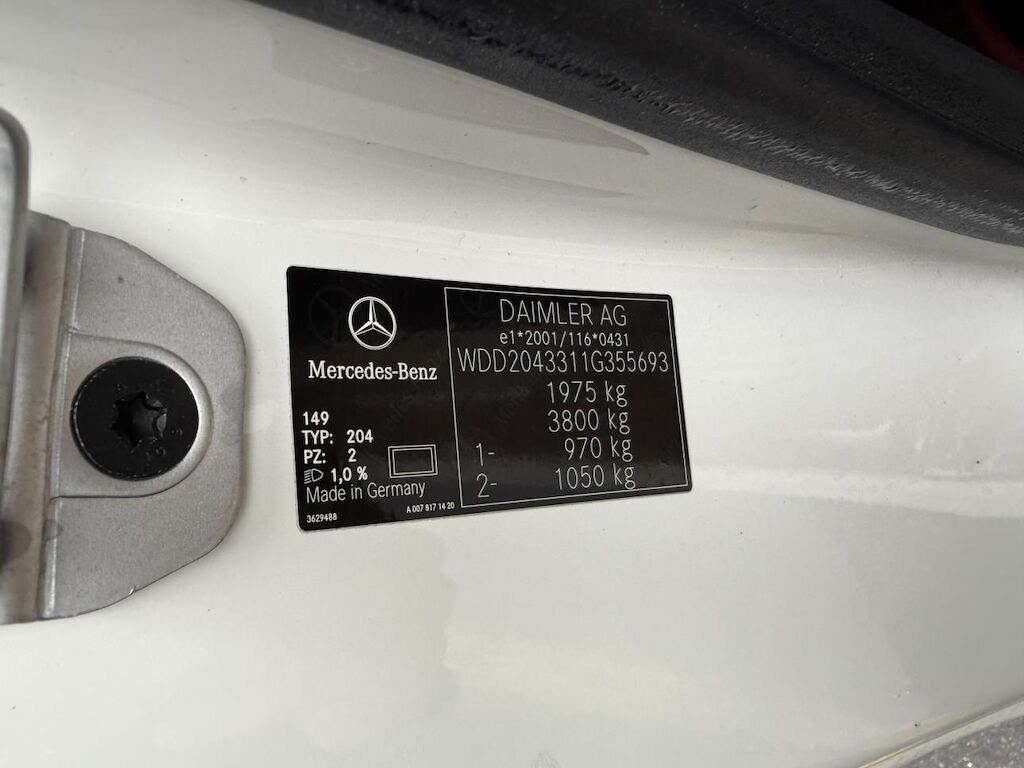 Mercedes-Benz
149
TYP: 204
PZ: 2
1,0 %
Made in Germany
3629488
A 007 817 14 20
DAIMLER AG
e1*2001/116*0431
WDD2043311G355693
1975 kg
3800 kg
1- 970 kg
2- 1050 kg